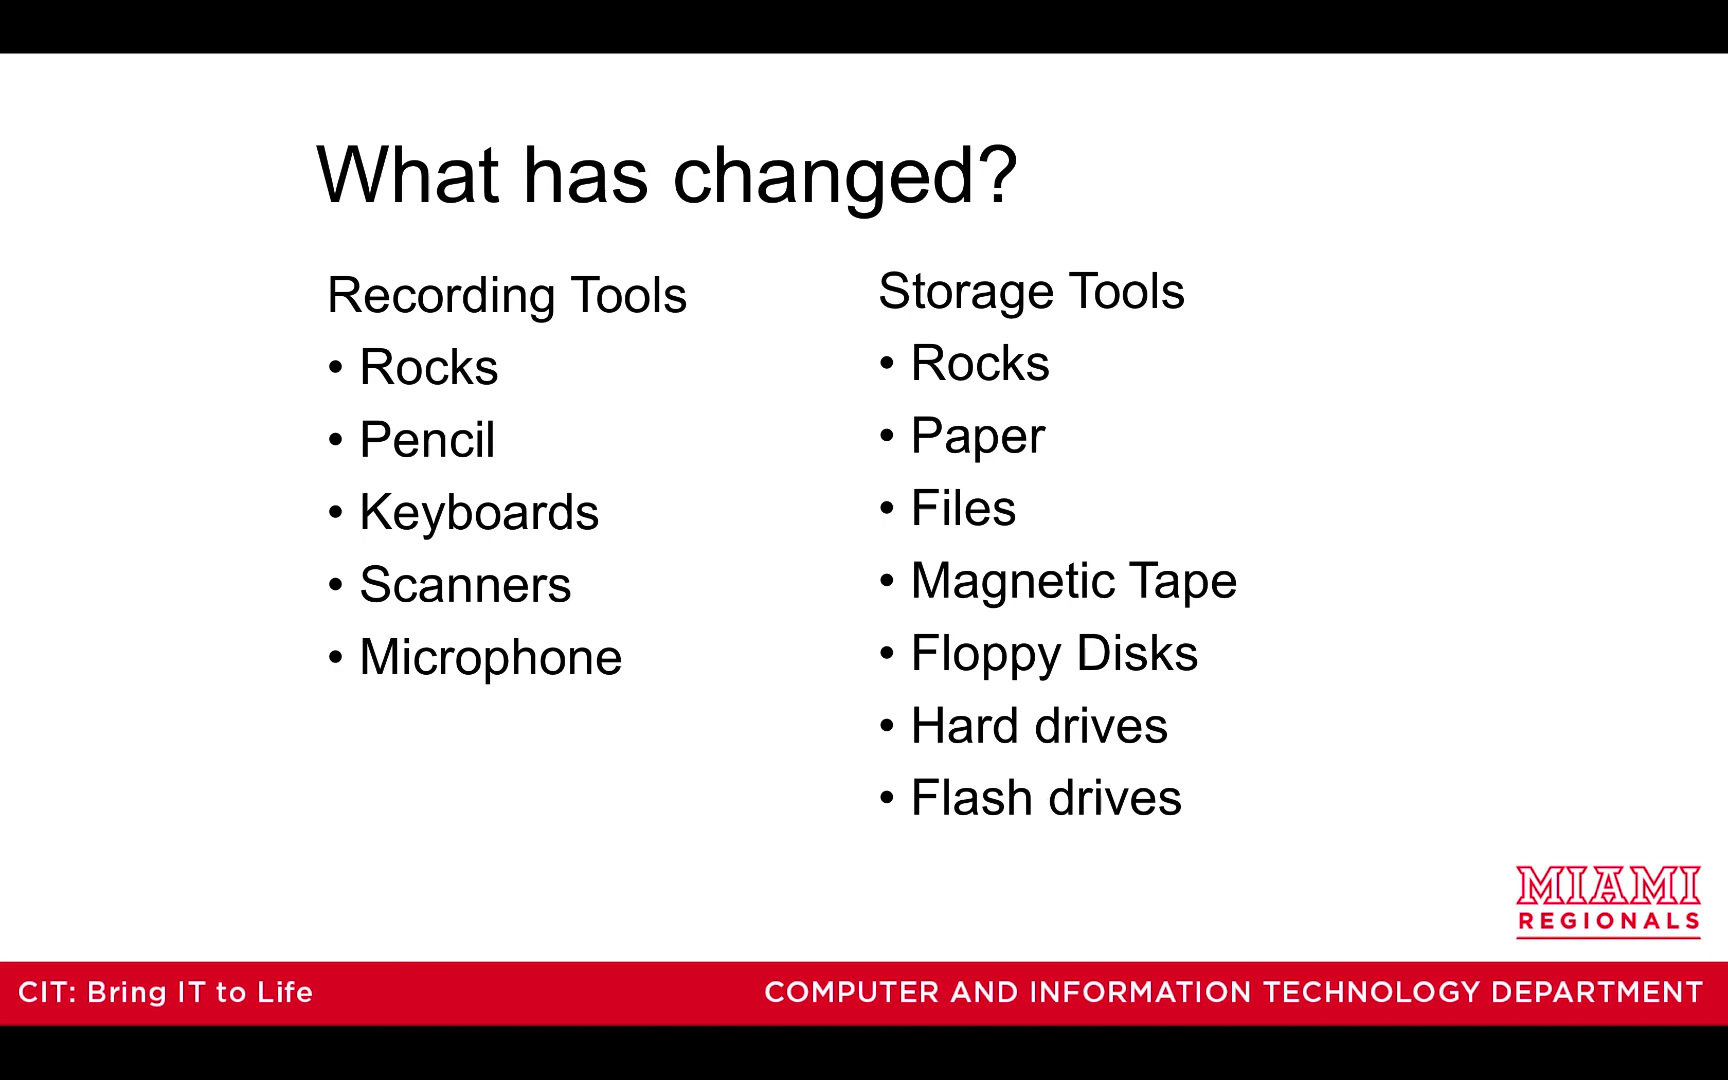 What has changed?
Recording Tools
• Rocks
• Pencil
• Keyboards
• Scanners
• Microphone
Storage Tools
• Rocks
• Paper
• Files
• Magnetic Tape
• Floppy Disks
• Hard drives
• Flash drives
MIAMI
REGIONALS
CIT: Bring IT to Life
COMPUTER AND INFORMATION TECHNOLOGY DEPARTMENT